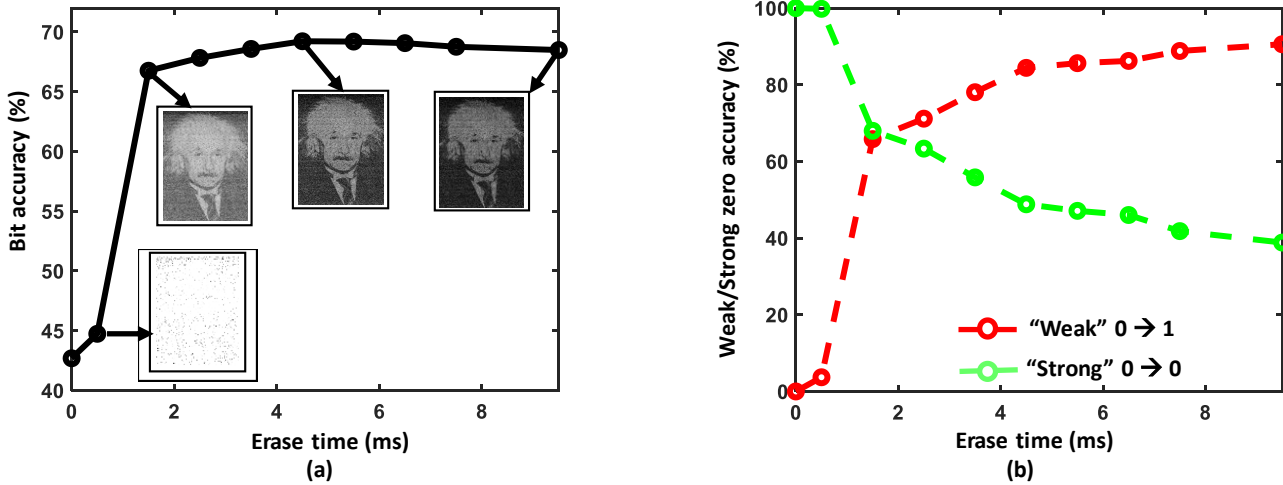 Bit accuracy (%)
70
65
60
55
50
45
40
0 2 4 6 8
Erase time (ms)
(a)
Weak/Strong zero accuracy (%)
100
80
60
40
20
0
0 2 4 6 8
“Weak” 0 → 1
“Strong” 0 → 0
Erase time (ms)
(b)